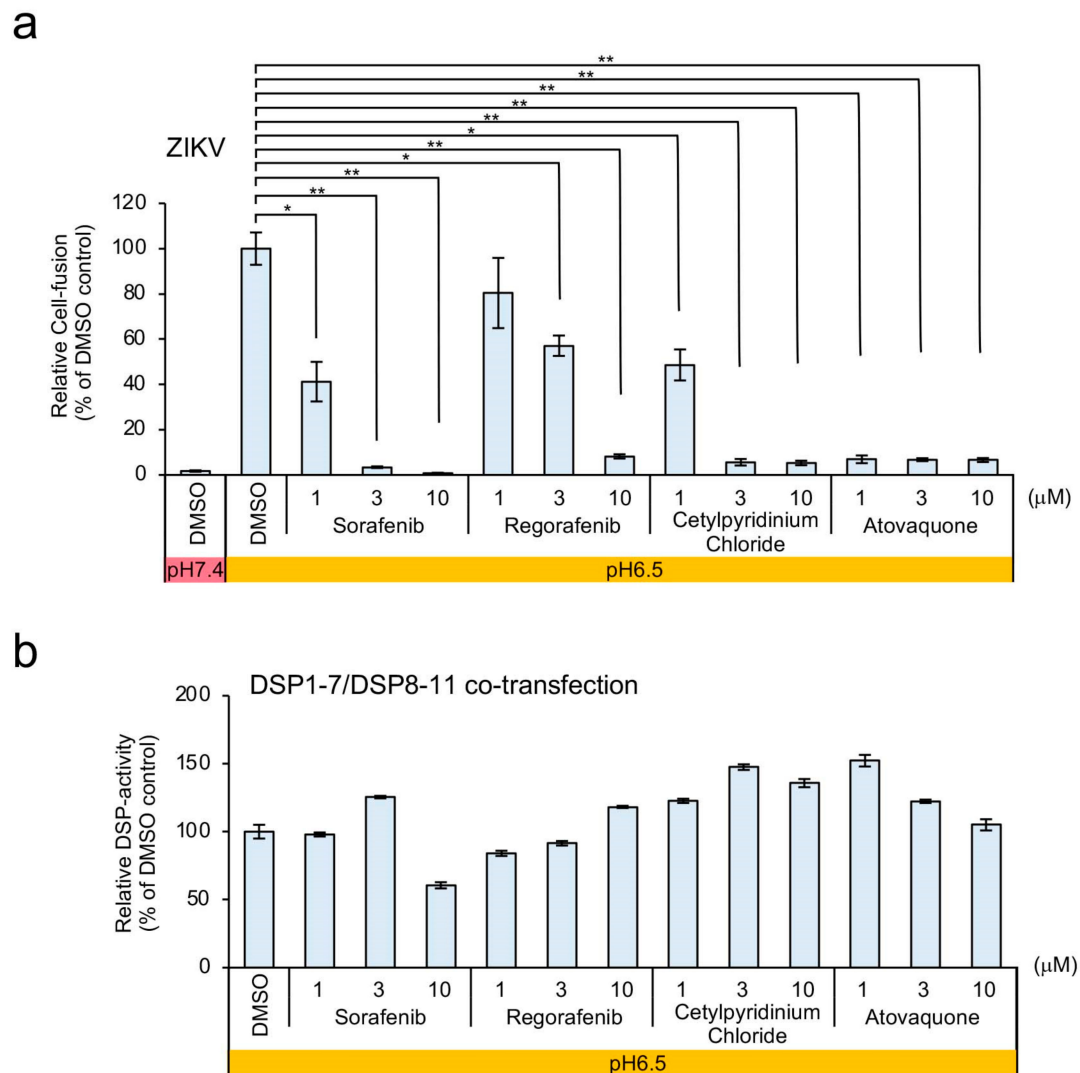 a
**
**
**
**
**
*
**
*
**
**
*
ZIKV
Relative Cell-fusion
(% of DMSO control)
120
100
80
60
40
20
0
DMSO DMSO 1 3 10 1 3 10 1 3 10 1 3 10 (μM)
Sorafenib Regorafenib Cetylpyridinium Chloride Atovaquone
pH7.4 pH6.5
b
DSP1-7/DSP8-11 co-transfection
Relative DSP-activity
(% of DMSO control)
200
150
100
50
0
DMSO 1 3 10 1 3 10 1 3 10 1 3 10 (μM)
Sorafenib Regorafenib Cetylpyridinium Chloride Atovaquone
pH6.5